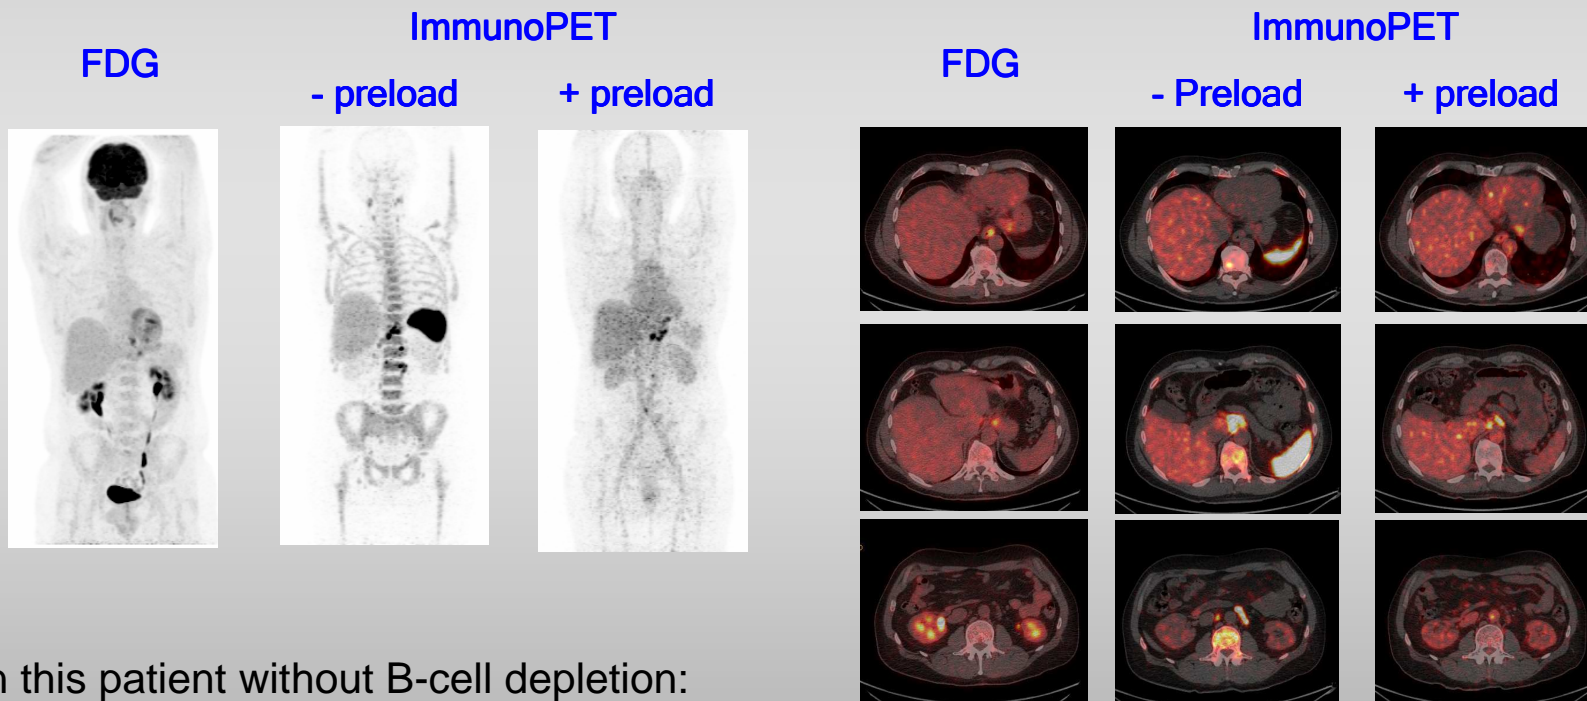 ImmunoPET
FDG
- preload
+ preload
ImmunoPET
FDG
- Preload
+ preload
this patient without B-cell depletion: